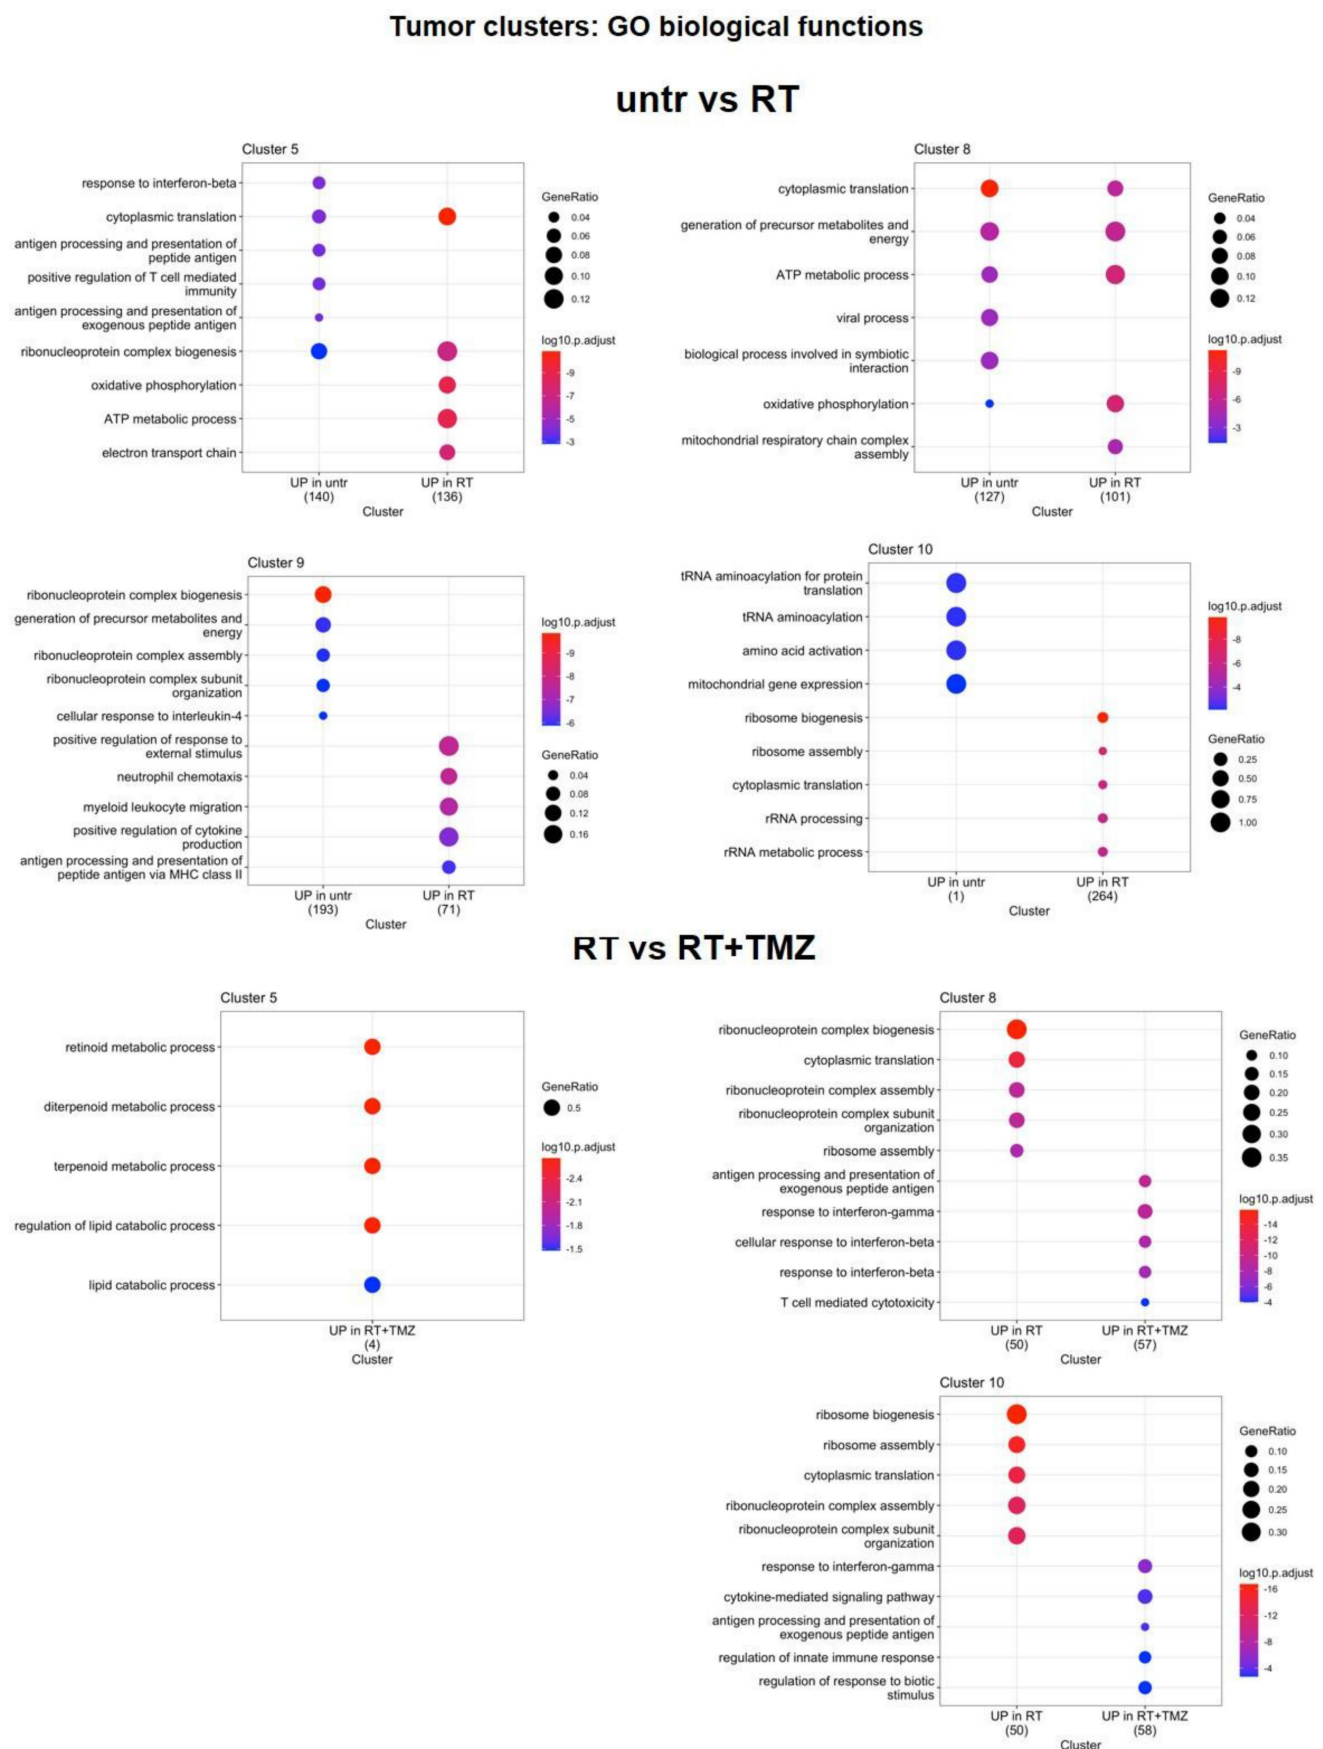 Tumor clusters: GO biological functions
untr vs RT
Cluster 5
response to interferon-beta
cytoplasmic translation
antigen processing and presentation of
peptide antigen
positive regulation of T cell mediated
immunity
antigen processing and presentation of
exogenous peptide antigen
ribonucleoprotein complex biogenesis
oxidative phosphorylation
ATP metabolic process
electron transport chain
UP in untr
(140)
UP in RT
(136)
Cluster
GeneRatio
0.04
0.06
0.08
0.10
0.12
log10.p.adjust
-9
-7
-5
-3
Cluster 8
cytoplasmic translation
generation of precursor metabolites and
energy
ATP metabolic process
viral process
biological process involved in symbiotic
interaction
oxidative phosphorylation
mitochondrial respiratory chain complex
assembly
UP in untr
(127)
UP in RT
(101)
Cluster
GeneRatio
0.04
0.06
0.08
0.10
0.12
log10.p.adjust
-9
-6
-3
Cluster 9
ribonucleoprotein complex biogenesis
generation of precursor metabolites and
energy
ribonucleoprotein complex assembly
ribonucleoprotein complex subunit
organization
cellular response to interleukin-4
positive regulation of response to
external stimulus
neutrophil chemotaxis
myeloid leukocyte migration
positive regulation of cytokine
production
antigen processing and presentation of
peptide antigen via MHC class II
UP in untr
(193)
UP in RT
(71)
Cluster
log10.p.adjust
-9
-8
-7
-6
GeneRatio
0.04
0.08
0.12
0.16
Cluster 10
tRNA aminoacylation for protein
translation
tRNA aminoacylation
amino acid activation
mitochondrial gene expression
ribosome biogenesis
ribosome assembly
cytoplasmic translation
rRNA processing
rRNA metabolic process
UP in untr
(1)
UP in RT
(264)
Cluster
log10.p.adjust
-8
-6
-4
GeneRatio
0.25
0.50
0.75
1.00
RT vs RT+TMZ
Cluster 5
retinoid metabolic process
diterpenoid metabolic process
terpenoid metabolic process
regulation of lipid catabolic process
lipid catabolic process
UP in RT+TMZ
(4)
Cluster
GeneRatio
0.5
log10.p.adjust
-2.4
-2.1
-1.8
-1.5
Cluster 8
ribonucleoprotein complex biogenesis
cytoplasmic translation
ribonucleoprotein complex assembly
ribonucleoprotein complex subunit
organization
ribosome assembly
antigen processing and presentation of
exogenous peptide antigen
response to interferon-gamma
cellular response to interferon-beta
response to interferon-beta
T cell mediated cytotoxicity
UP in RT
(50)
UP in RT+TMZ
(57)
Cluster
GeneRatio
0.10
0.15
0.20
0.25
0.30
0.35
log10.p.adjust
-14
-12
-10
-8
-6
-4
Cluster 10
ribosome biogenesis
ribosome assembly
cytoplasmic translation
ribonucleoprotein complex assembly
ribonucleoprotein complex subunit
organization
response to interferon-gamma
cytokine-mediated signaling pathway
antigen processing and presentation of
exogenous peptide antigen
regulation of innate immune response
regulation of response to biotic
stimulus
UP in RT
(50)
UP in RT+TMZ
(58)
Cluster
GeneRatio
0.10
0.15
0.20
0.25
0.30
log10.p.adjust
-16
-12
-8
-4